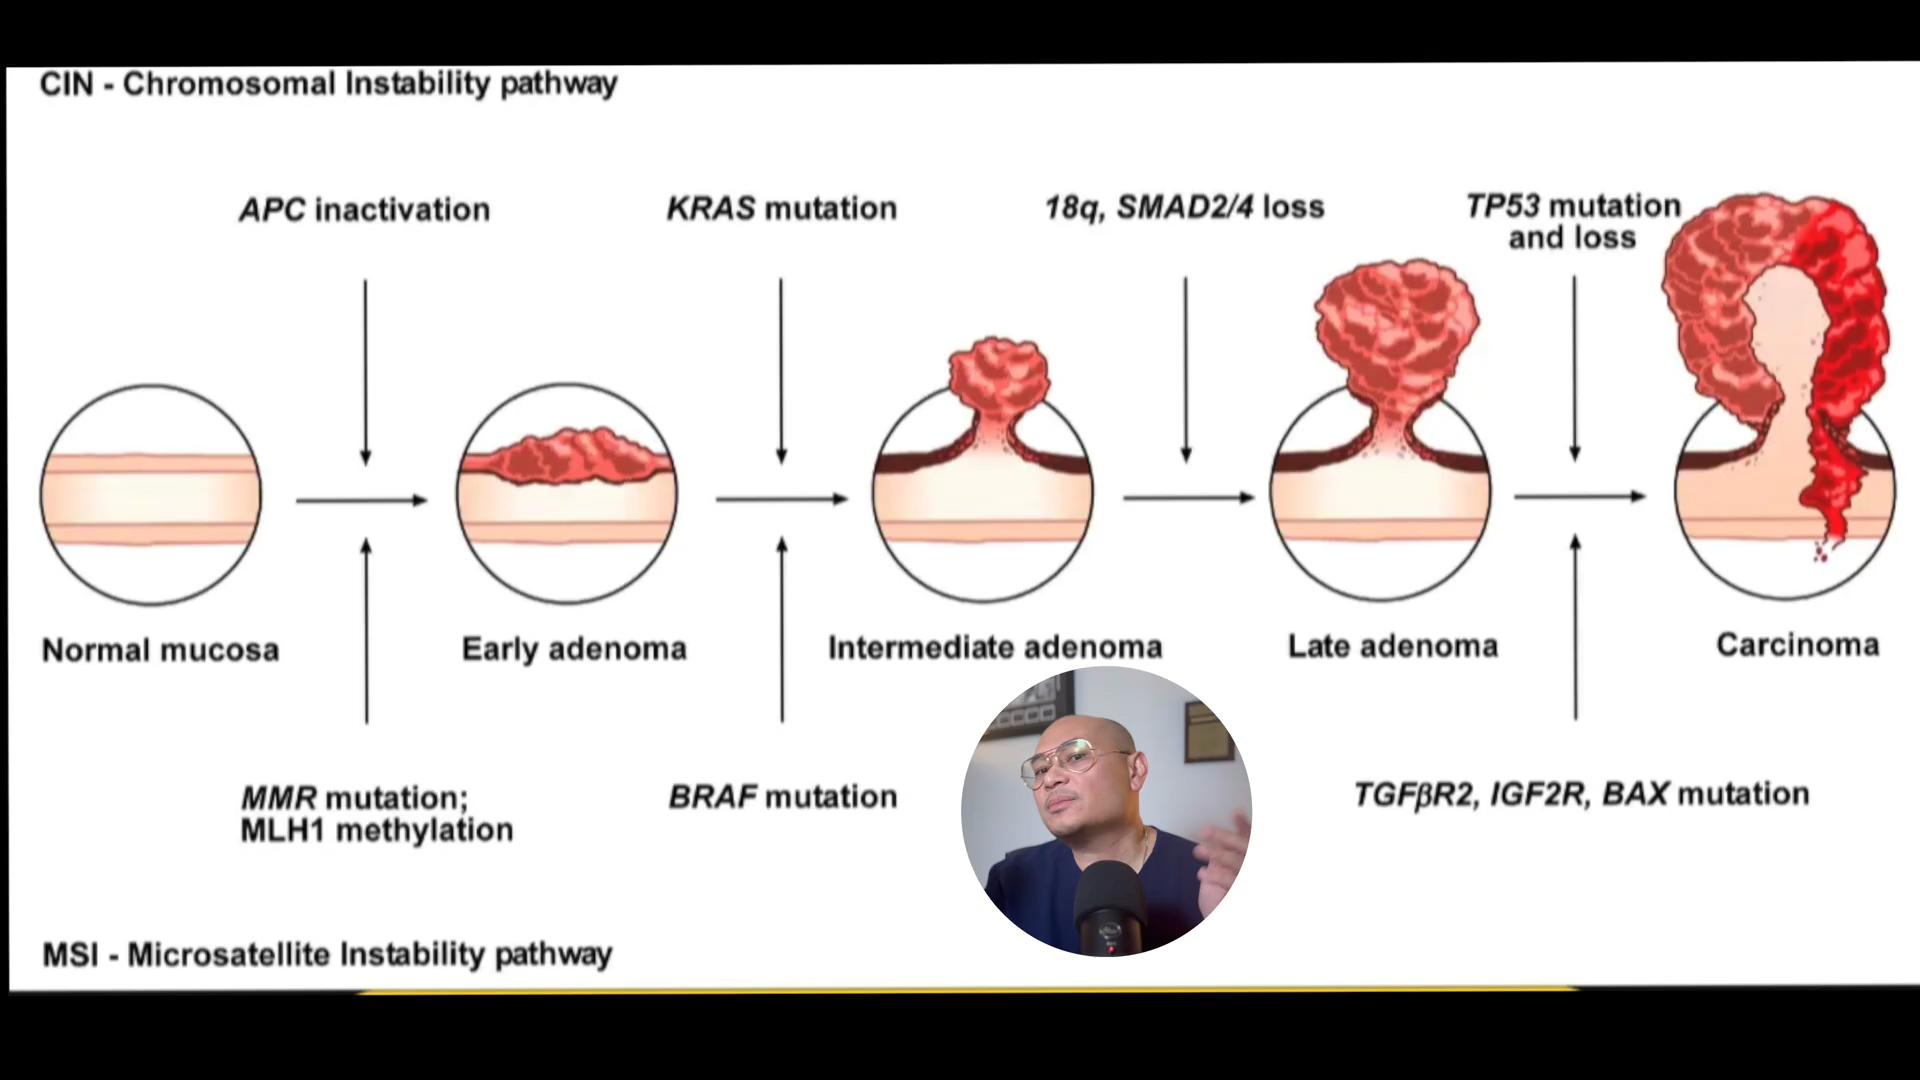 CIN - Chromosomal Instability pathway
APC inactivation
KRAS mutation
18q, SMAD2/4 loss
TP53 mutation
and loss
Normal mucosa
Early adenoma
Intermediate adenoma
Late adenoma
Carcinoma
MMR mutation;
MLH1 methylation
BRAF mutation
TGFβR2, IGF2R, BAX mutation
MSI - Microsatellite Instability pathway